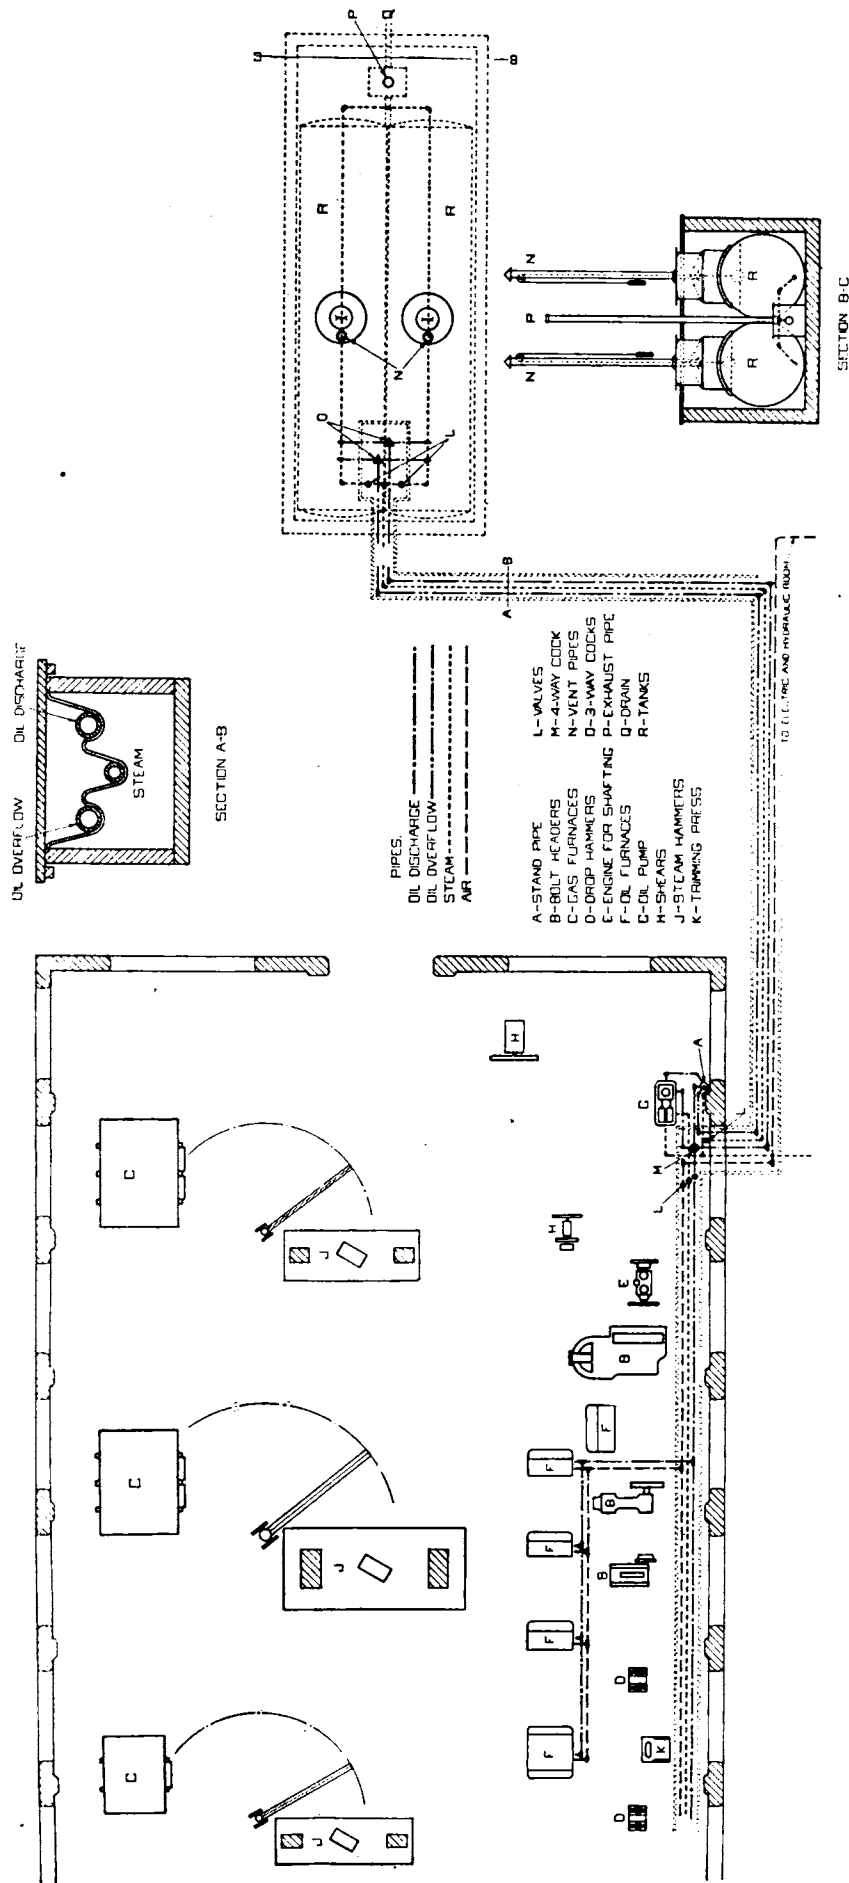 OIL OVERFLOW
OIL DISCHARGE
STEAM
SECTION A-B
PIPES.
OIL DISCHARGE
OIL OVERFLOW
STEAM
AIR
A-STAND PIPE
B-BOLT HEADERS
C-GAS FURNACES
D-DROP HAMMERS
E-ENGINE FOR SHAFTING
F-OIL FURNACES
G-OIL PUMP
H-SHEARS
J-STEAM HAMMERS
K-TRIMMING PRESS
L-VALVES
M-4-WAY COCK
N-VENT PIPES
O-3-WAY COCKS
P-EXHAUST PIPE
Q-DRAIN
R-TANKS
TO ELECTRIC AND HYDRAULIC ROOM
SECTION B-C
P
Q
B
C
R
R
N
O
L
N
N
P
R
R
A
B
C
C
C
J
J
J
H
H
E
B
B
B
F
F
F
F
F
D
D
K
G
M
L
A
L